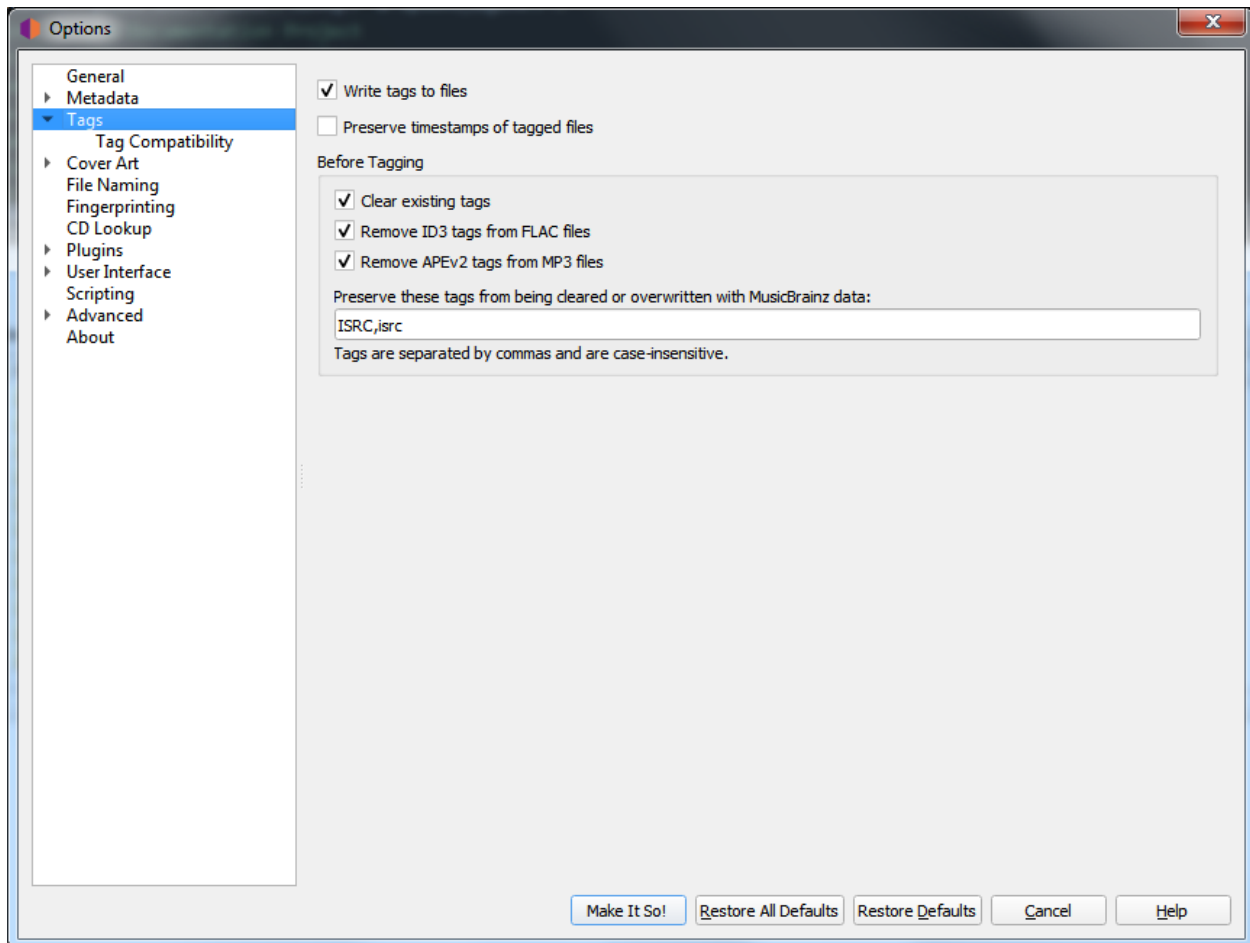 Options
General
Metadata
Tags
Tag Compatibility
Cover Art
File Naming
Fingerprinting
CD Lookup
Plugins
User Interface
Scripting
Advanced
About
Write tags to files
Preserve timestamps of tagged files
Before Tagging
Clear existing tags
Remove ID3 tags from FLAC files
Remove APEv2 tags from MP3 files
Preserve these tags from being cleared or overwritten with MusicBrainz data:
ISRC,isrc
Tags are separated by commas and are case-insensitive.
Make It So! Restore All Defaults Restore Defaults Cancel Help